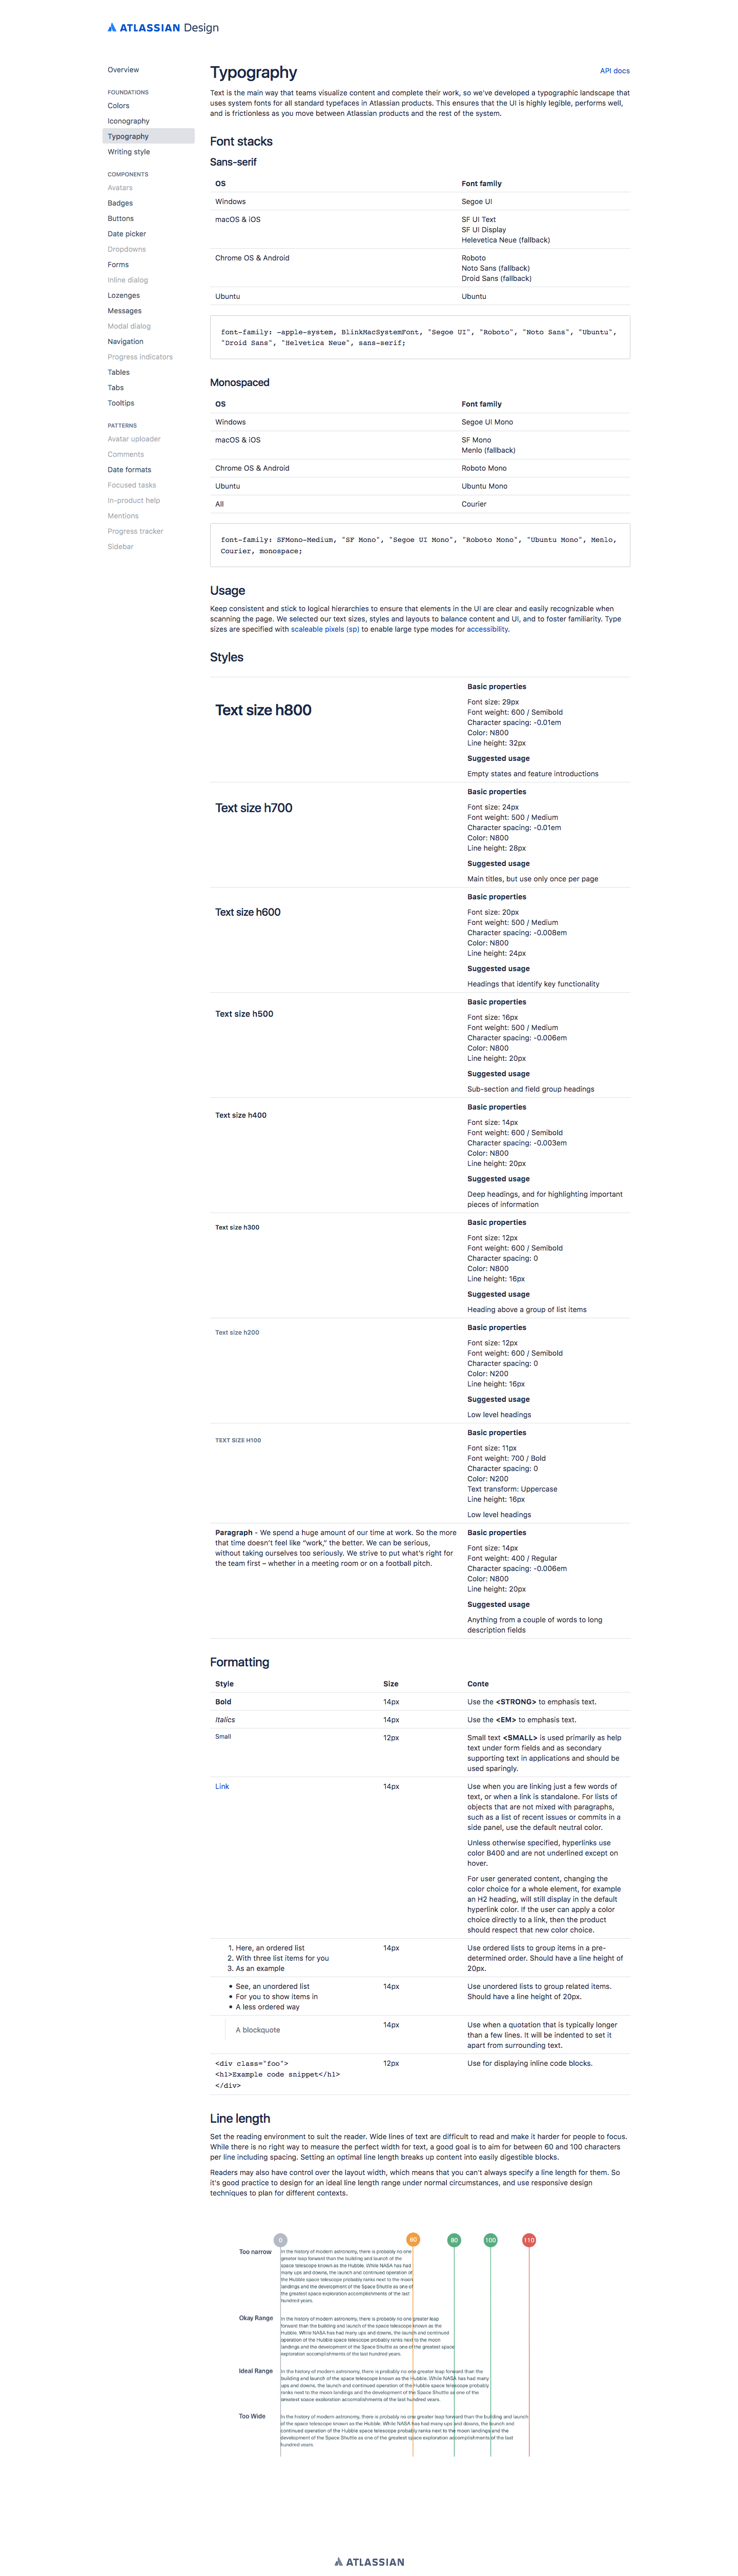 ATLASSIAN Design
Overview
FOUNDATIONS
Colors
Iconography
Typography
Writing style
COMPONENTS
Avatars
Badges
Buttons
Date picker
Dropdowns
Forms
Inline dialog
Lozenges
Messages
Modal dialog
Navigation
Progress indicators
Tables
Tabs
Tooltips
PATTERNS
Avatar uploader
Comments
Date formats
Focused tasks
In-product help
Mentions
Progress tracker
Sidebar
Typography
API docs
Text is the main way that teams visualize content and complete their work, so we've developed a typographic landscape that
uses system fonts for all standard typefaces in Atlassian products. This ensures that the UI is highly legible, performs well,
and is frictionless as you move between Atlassian products and the rest of the system.
Font stacks
Sans-serif
OS Font family
Windows Segoe UI
macOS & iOS SF UI Text
SF UI Display
Helevetica Neue (fallback)
Chrome OS & Android Roboto
Noto Sans (fallback)
Droid Sans (fallback)
Ubuntu Ubuntu
font-family: -apple-system, BlinkMacSystemFont, "Segoe UI", "Roboto", "Noto Sans", "Ubuntu",
"Droid Sans", "Helvetica Neue", sans-serif;
Monospaced
OS Font family
Windows Segoe UI Mono
macOS & iOS SF Mono
Menlo (fallback)
Chrome OS & Android Roboto Mono
Ubuntu Ubuntu Mono
All Courier
font-family: SFMono-Medium, "SF Mono", "Segoe UI Mono", "Roboto Mono", "Ubuntu Mono", Menlo,
Courier, monospace;
Usage
Keep consistent and stick to logical hierarchies to ensure that elements in the UI are clear and easily recognizable when
scanning the page. We selected our text sizes, styles and layouts to balance content and UI, and to foster familiarity. Type
sizes are specified with scaleable pixels (sp) to enable large type modes for accessibility.
Styles
Text size h800
Basic properties
Font size: 29px
Font weight: 600 / Semibold
Character spacing: -0.01em
Color: N800
Line height: 32px
Suggested usage
Empty states and feature introductions
Text size h700
Basic properties
Font size: 24px
Font weight: 500 / Medium
Character spacing: -0.01em
Color: N800
Line height: 28px
Suggested usage
Main titles, but use only once per page
Text size h600
Basic properties
Font size: 20px
Font weight: 500 / Medium
Character spacing: -0.008em
Color: N800
Line height: 24px
Suggested usage
Headings that identify key functionality
Text size h500
Basic properties
Font size: 16px
Font weight: 500 / Medium
Character spacing: -0.006em
Color: N800
Line height: 20px
Suggested usage
Sub-section and field group headings
Text size h400
Basic properties
Font size: 14px
Font weight: 600 / Semibold
Character spacing: -0.003em
Color: N800
Line height: 20px
Suggested usage
Deep headings, and for highlighting important
pieces of information
Text size h300
Basic properties
Font size: 12px
Font weight: 600 / Semibold
Character spacing: 0
Color: N800
Line height: 16px
Suggested usage
Heading above a group of list items
Text size h200
Basic properties
Font size: 12px
Font weight: 600 / Semibold
Character spacing: 0
Color: N200
Line height: 16px
Suggested usage
Low level headings
TEXT SIZE H100
Basic properties
Font size: 11px
Font weight: 700 / Bold
Character spacing: 0
Color: N200
Text transform: Uppercase
Line height: 16px
Low level headings
Paragraph - We spend a huge amount of our time at work. So the more
that time doesn't feel like "work," the better. We can be serious,
without taking ourselves too seriously. We strive to put what's right for
the team first – whether in a meeting room or on a football pitch.
Basic properties
Font size: 14px
Font weight: 400 / Regular
Character spacing: -0.006em
Color: N800
Line height: 20px
Suggested usage
Anything from a couple of words to long
description fields
Formatting
Style Size Conte
Bold 14px Use the <STRONG> to emphasis text.
Italics 14px Use the <EM> to emphasis text.
Small 12px Small text <SMALL> is used primarily as help
text under form fields and as secondary
supporting text in applications and should be
used sparingly.
Link 14px Use when you are linking just a few words of
text, or when a link is standalone. For lists of
objects that are not mixed with paragraphs,
such as a list of recent issues or commits in a
side panel, use the default neutral color.
Unless otherwise specified, hyperlinks use
color B400 and are not underlined except on
hover.
For user generated content, changing the
color choice for a whole element, for example
an H2 heading, will still display in the default
hyperlink color. If the user can apply a color
choice directly to a link, then the product
should respect that new color choice.
1. Here, an ordered list
2. With three list items for you
3. As an example
14px
Use ordered lists to group items in a pre-
determined order. Should have a line height of
20px.
• See, an unordered list
• For you to show items in
• A less ordered way
14px
Use unordered lists to group related items.
Should have a line height of 20px.
A blockquote
14px
Use when a quotation that is typically longer
than a few lines. It will be indented to set it
apart from surrounding text.
<div class="foo">
<h1>Example code snippet</h1>
</div>
12px
Use for displaying inline code blocks.
Line length
Set the reading environment to suit the reader. Wide lines of text are difficult to read and make it harder for people to focus.
While there is no right way to measure the perfect width for text, a good goal is to aim for between 60 and 100 characters
per line including spacing. Setting an optimal line length breaks up content into easily digestible blocks.
Readers may also have control over the layout width, which means that you can't always specify a line length for them. So
it's good practice to design for an ideal line length range under normal circumstances, and use responsive design
techniques to plan for different contexts.
0 60 80 100 110
Too narrow
In the history of modern astronomy, there is probably no one
greater leap forward than the building and launch of the
space telescope known as the Hubble. While NASA has had
many ups and downs, the launch and continued operation of
the Hubble space telescope probably ranks next to the moon
landings and the development of the Space Shuttle as one of
the greatest space exploration accomplishments of the last
hundred years.
Okay Range
In the history of modern astronomy, there is probably no one greater leap
forward than the building and launch of the space telescope known as the
Hubble. While NASA has had many ups and downs, the launch and continued
operation of the Hubble space telescope probably ranks next to the moon
landings and the development of the Space Shuttle as one of the greatest space
exploration accomplishments of the last hundred years.
Ideal Range
In the history of modern astronomy, there is probably no one greater leap forward than the
building and launch of the space telescope known as the Hubble. While NASA has had many
ups and downs, the launch and continued operation of the Hubble space telescope probably
ranks next to the moon landings and the development of the Space Shuttle as one of the
greatest space exploration accomplishments of the last hundred years.
Too Wide
In the history of modern astronomy, there is probably no one greater leap forward than the building and launch
of the space telescope known as the Hubble. While NASA has had many ups and downs, the launch and
continued operation of the Hubble space telescope probably ranks next to the moon landings and the
development of the Space Shuttle as one of the greatest space exploration accomplishments of the last
hundred years.
ATLASSIAN